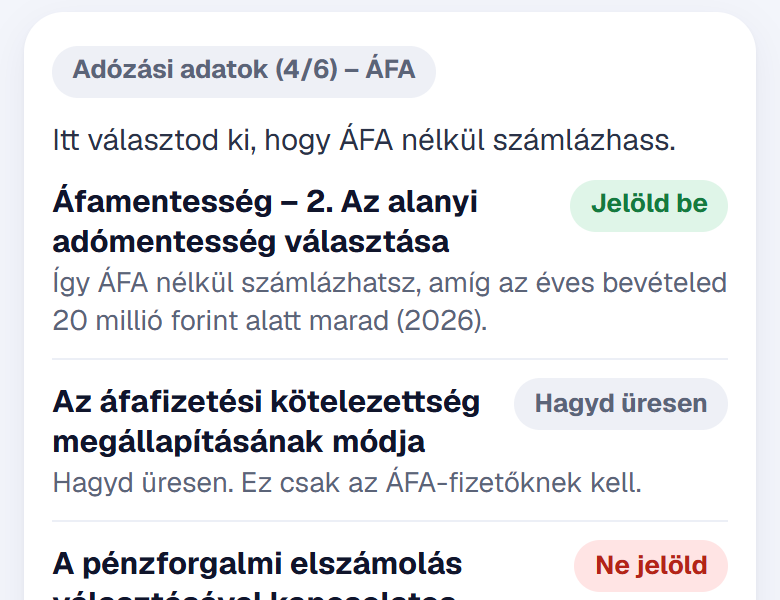 Adózási adatok (4/6) – ÁFA
Itt választod ki, hogy ÁFA nélkül számlázhass.
Áfamentesség – 2. Az alanyi
adómentesség választása
Jelöld be
Így ÁFA nélkül számlázhatsz, amíg az éves bevételed
20 millió forint alatt marad (2026).
Az áfafizetési kötelezettség
megállapításának módja
Hagyd üresen
Hagyd üresen. Ez csak az ÁFA-fizetőknek kell.
A pénzforgalmi elszámolás
Ne jelöld
választásával kapcsolatos